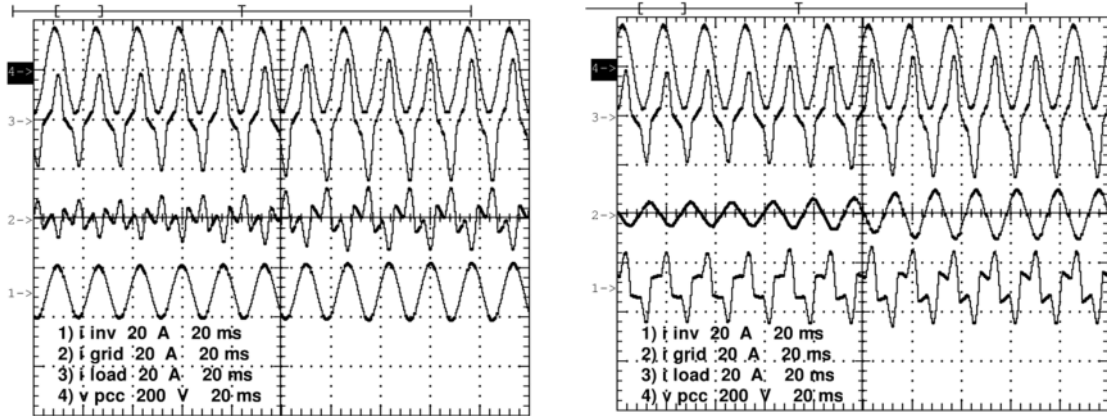 4->
3->
2->
1->
1) i inv 20 A 20 ms
2) i grid 20 A 20 ms
3) i load 20 A 20 ms
4) v pcc 200 V 20 ms
4->
3->
2->
1->
1) i inv 20 A 20 ms
2) i grid 20 A 20 ms
3) i load 20 A 20 ms
4) v pcc 200 V 20 ms